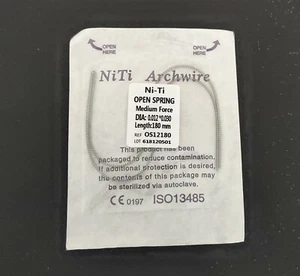 OPEN HERE
OPEN HERE
NiTi Archwire
Ni-Ti
OPEN SPRING
Medium Force
DIA: 0.012*0.030
Length:180 mm
REF OS12180
LOT 618120501
This product has been
packaged to reduce contamination.
If additional protection is desired,
the contents of this package may
be sterilized via autoclave.
CE 0197 ISO13485